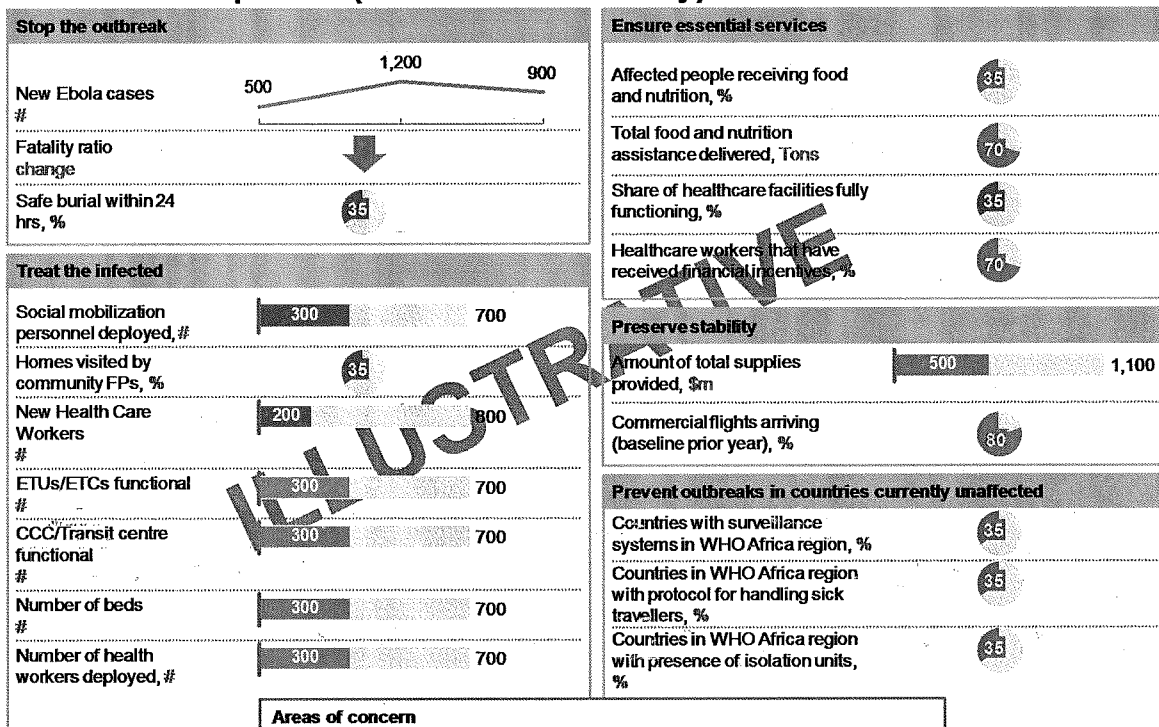 Stop the outbreak
New Ebola cases
#
500
1,200
900
Fatality ratio
change
Safe burial within 24
hrs, %
35
Treat the infected
Social mobilization
personnel deployed, #
300
700
Homes visited by
community FPs, %
35
New Health Care
Workers
#
200
800
ETUs/ETCs functional
#
300
700
CCC/Transit centre
functional
#
300
700
Number of beds
#
300
700
Number of health
workers deployed, #
300
700
Ensure essential services
Affected people receiving food
and nutrition, %
35
Total food and nutrition
assistance delivered, Tons
70
Share of healthcare facilities fully
functioning, %
35
Healthcare workers that have
received financial incentives, %
70
Preserve stability
Amount of total supplies
provided, $m
500
1,100
Commercial flights arriving
(baseline prior year), %
80
Prevent outbreaks in countries currently unaffected
Countries with surveillance
systems in WHO Africa region, %
35
Countries in WHO Africa region
with protocol for handling sick
travellers, %
35
Countries in WHO Africa region
with presence of isolation units,
%
35
Areas of concern
ILLUSTRATIVE